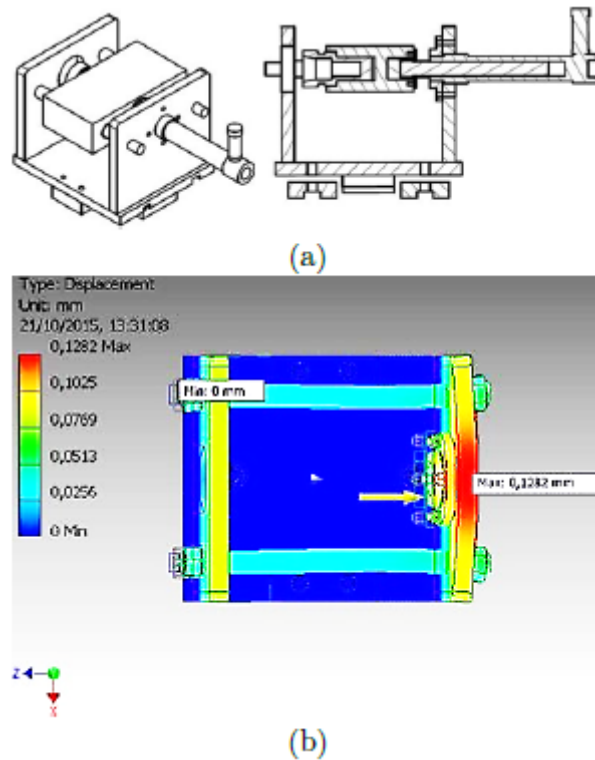 (a)
Type: Displacement
Unit: mm
21/10/2015, 13:31:08
0,1282 Max
0,1025
0,0769
0,0513
0,0256
0 Min
Min: 0 mm
Max: 0,1282 mm
Z
X
(b)